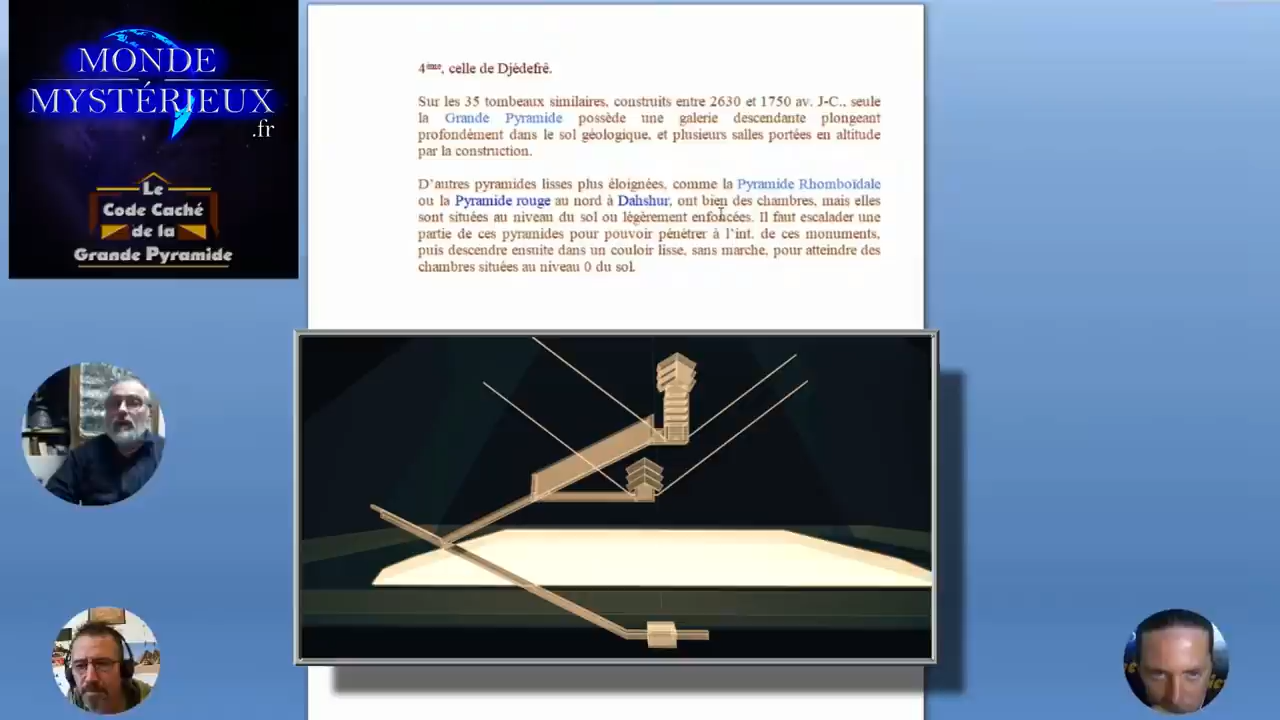 MONDE
MYSTÉRIEUX
.fr
Le
Code Caché
de la
Grande Pyramide
4ème, celle de Djédefrê.
Sur les 35 tombeaux similaires, construits entre 2630 et 1750 av. J-C., seule
la Grande Pyramide possède une galerie descendante plongeant
profondément dans le sol géologique, et plusieurs salles portées en altitude
par la construction.
D'autres pyramides lisses plus éloignées, comme la Pyramide Rhomboïdale
ou la Pyramide rouge au nord à Dahshur, ont bien des chambres, mais elles
sont situées au niveau du sol ou légèrement enfoncées. Il faut escalader une
partie de ces pyramides pour pouvoir pénétrer à l'int. de ces monuments,
puis descendre ensuite dans un couloir lisse, sans marche, pour atteindre des
chambres situées au niveau 0 du sol.